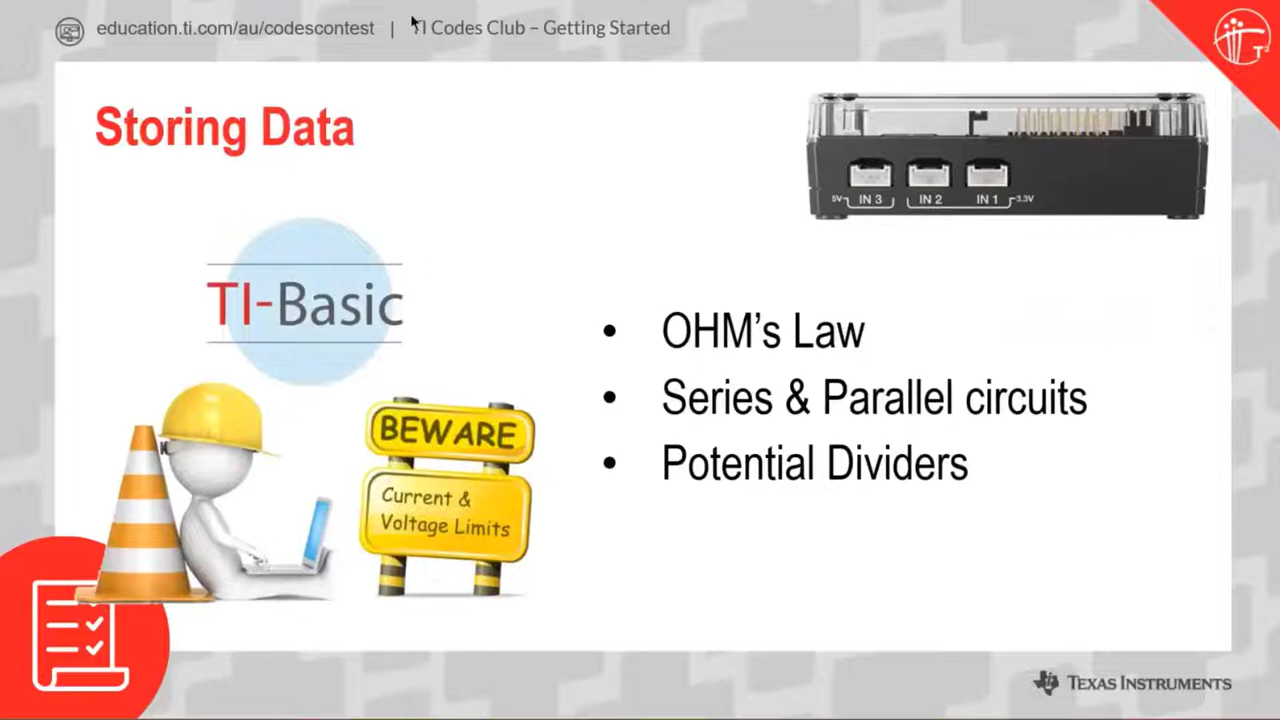 education.ti.com/au/codescontest | TI Codes Club – Getting Started
Storing Data
5V IN 3 IN 2 IN 1 3.3V
TI-Basic
• OHM's Law
• Series & Parallel circuits
• Potential Dividers
BEWARE
Current &
Voltage Limits
TEXAS INSTRUMENTS